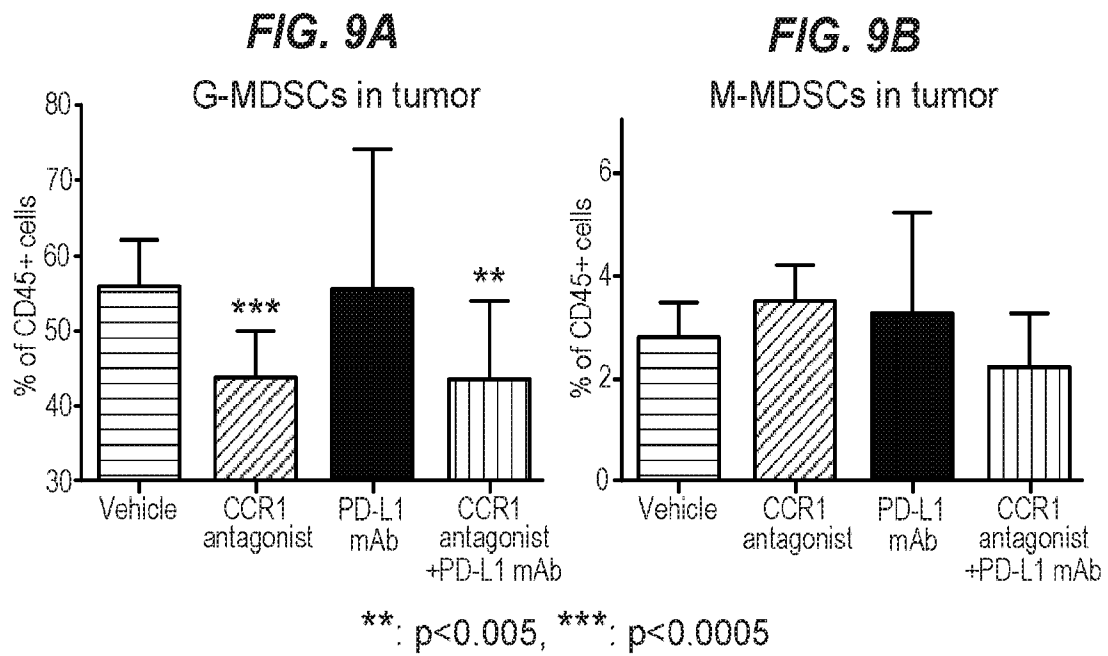 FIG. 9A
G-MDSCs in tumor
% of CD45+ cells
80
70
60
50
40
30
***
**
Vehicle
CCR1
antagonist
PD-L1
mAb
CCR1
antagonist
+PD-L1 mAb
FIG. 9B
M-MDSCs in tumor
% of CD45+ cells
6
4
2
0
Vehicle
CCR1
antagonist
PD-L1
mAb
CCR1
antagonist
+PD-L1 mAb
**: p<0.005, ***: p<0.0005